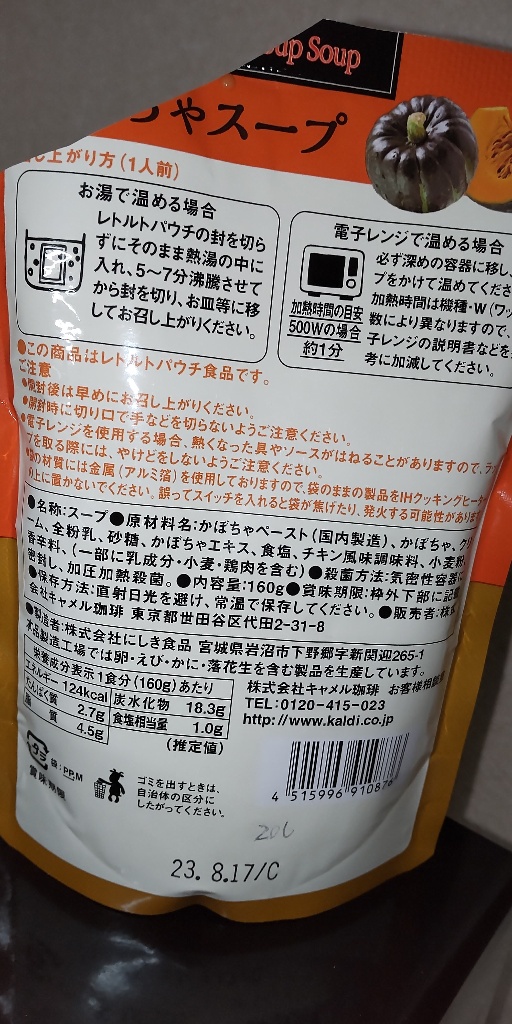 Soup
ちゃスープ
し上がり方(1人前)
お湯で温める場合
レトルトパウチの封を切ら
ずにそのまま熱湯の中に
入れ、5〜7分沸騰させて
から封を切り、お皿等に移
してお召し上がりください。
電子レンジで温める場合
必ず深めの容器に移し、
プをかけて温めてくださ
加熱時間は機種・W(ワッ
数により異なりますので、
子レンジの説明書などを
考に加減してください。
加熱時間の目安
500Wの場合
約1分
●この商品はレトルトパウチ食品です。
ご注意
●開封後は早めにお召し上がりください。
●開封時に切り口で手などを切らないようご注意ください。
●電子レンジを使用する場合、熱くなった具やソースがはねることがありますので、ラッ
プを取る際には、やけどをしないようご注意ください。
●袋の材質には金属(アルミ箔)を使用しておりますので、袋のままの製品をIHクッキングヒーター
の上に置かないでください。誤ってスイッチを入れると袋が焦げたり、発火する可能性があります
●名称:スープ●原材料名:かぼちゃペースト(国内製造)、かぼちゃ、クリ
ーム、全粉乳、砂糖、かぼちゃエキス、食塩、チキン風味調味料、小麦粉、
香辛料、(一部に乳成分・小麦・鶏肉を含む)●殺菌方法:気密性容器に
密封し、加圧加熱殺菌。●内容量:160g●賞味期限:枠外下部に記載
●保存方法:直射日光を避け、常温で保存してください。●販売者:株式
会社キャメル珈琲 東京都世田谷区代田2-31-8
●製造者:株式会社にしき食品 宮城県岩沼市下野郷字新関迎265-1
本品製造工場では卵・えび・かに・落花生を含む製品を生産しています。
栄養成分表示1食分(160g)あたり
エネルギー 124kcal 炭水化物 18.3g
たんぱく質 2.7g 食塩相当量 1.0g
脂 質 4.5g (推定値)
株式会社キャメル珈琲 お客様相談
TEL:0120-415-023
http://www.kaldi.co.jp
プラ
袋:PP,M
賞味期限
ゴミを出すときは、
自治体の区分に
したがってください。
4 515996 91087
23. 8.17/C